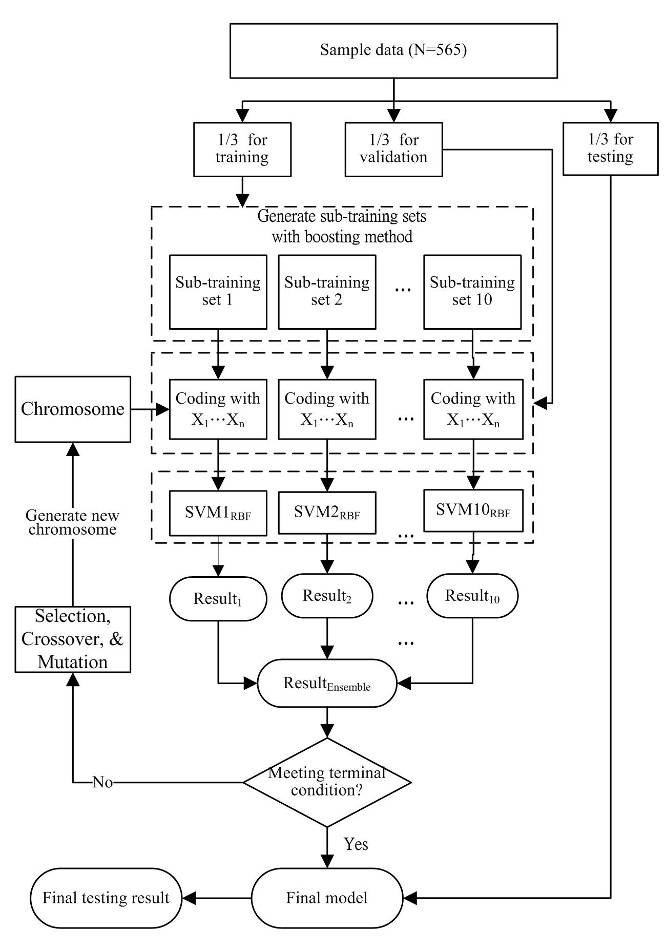 Sample data (N=565)
1/3 for
training
1/3 for
validation
1/3 for
testing
Generate sub-training sets
with boosting method
Sub-training
set 1
Sub-training
set 2
...
Sub-training
set 10
Chromosome
Coding with
X₁···Xₙ
Coding with
X₁···Xₙ
...
Coding with
X₁···Xₙ
Generate new
chromosome
SVM1RBF
SVM2RBF
...
SVM10RBF
Result₁
Result₂
...
Result₁₀
...
Selection,
Crossover, &
Mutation
ResultEnsemble
Meeting terminal
condition?
No
Yes
Final testing result
Final model